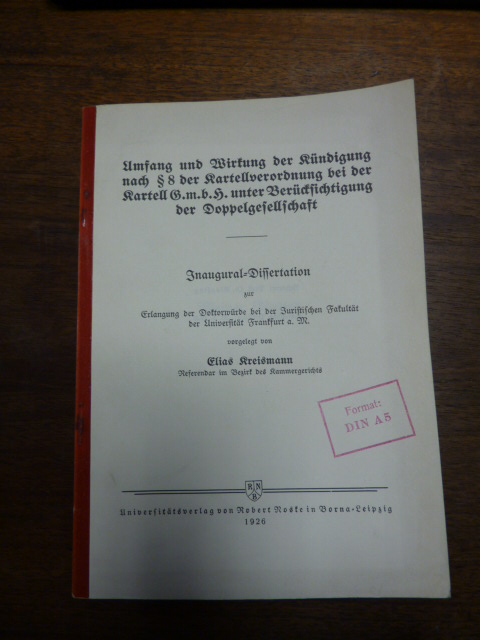 Umfang und Wirkung der Kündigung
nach § 8 der Kartellverordnung bei der
Kartell G.m.b.H. unter Berücksichtigung
der Doppelgesellschaft
Inaugural-Dissertation
zur
Erlangung der Doktorwürde bei der Juristischen Fakultät
der Universität Frankfurt a. M.
vorgelegt von
Elias Kreismann
Referendar im Bezirk des Kammergerichts
Format:
DIN A5
R N
B
Universitätsverlag von Robert Noske in Borna-Leipzig
1926